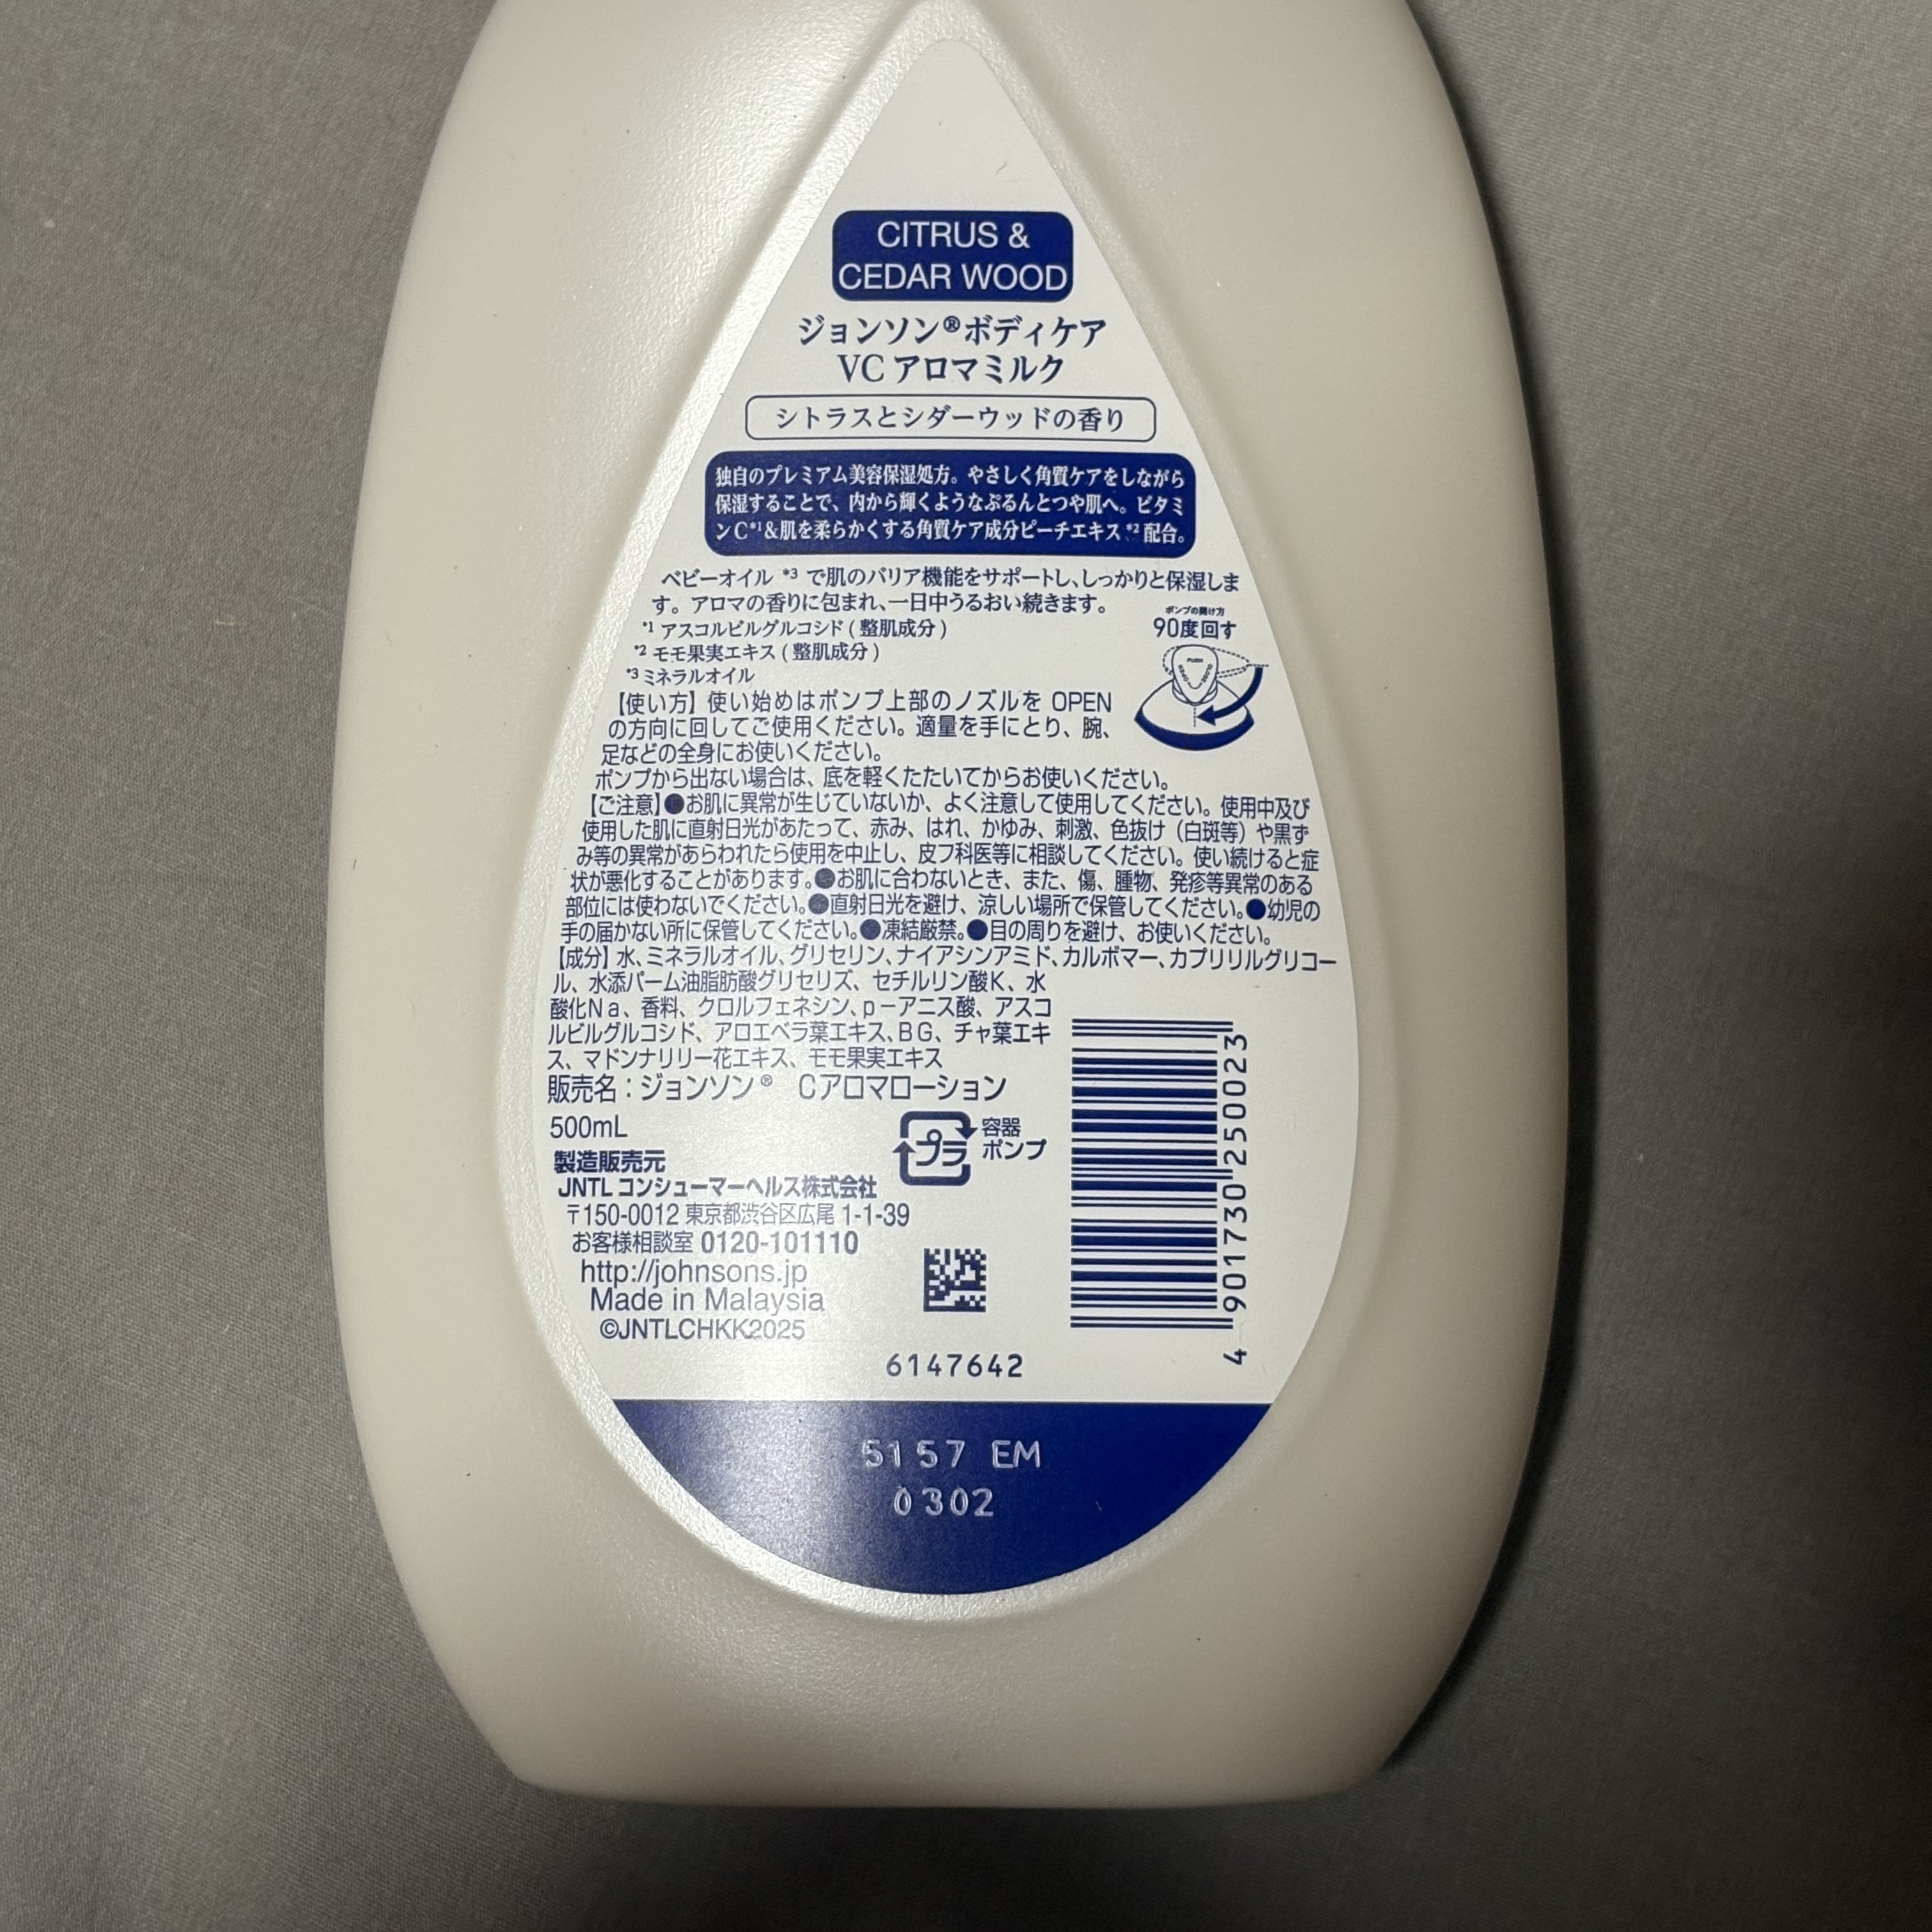 CITRUS &
CEDAR WOOD
ジョンソン®ボディケア
VC アロマミルク
シトラスとシダーウッドの香り
独自のプレミアム美容保湿処方。やさしく角質ケアをしながら
保湿することで、内から輝くようなぷるんとつや肌へ。ビタミ
ンC*1&肌を柔らかくする角質ケア成分ピーチエキス*2配合。
ベビーオイル *3 で肌のバリア機能をサポートし、しっかりと保湿しま
す。アロマの香りに包まれ、一日中うるおい続きます。
*1 アスコルビルグルコシド ( 整肌成分 )
*2 モモ果実エキス ( 整肌成分 )
*3 ミネラルオイル
ポンプの開け方
90度回す
PUSH
【使い方】使い始めはポンプ上部のノズルを OPEN
の方向に回してご使用ください。適量を手にとり、腕、
足などの全身にお使いください。
ポンプから出ない場合は、底を軽くたたいてからお使いください。
【ご注意】●お肌に異常が生じていないか、よく注意して使用してください。使用中及び
使用した肌に直射日光があたって、赤み、はれ、かゆみ、刺激、色抜け（白斑等）や黒ず
み等の異常があらわれたら使用を中止し、皮フ科医等に相談してください。使い続けると症
状が悪化することがあります。●お肌に合わないとき、また、傷、腫物、発疹等異常のある
部位には使わないでください。●直射日光を避け、涼しい場所で保管してください。●幼児の
手の届かない所に保管してください。●凍結厳禁。●目の周りを避け、お使いください。
【成分】水、ミネラルオイル、グリセリン、ナイアシンアミド、カルボマー、カプリリルグリコー
ル、水添パーム油脂肪酸グリセリズ、セチルリン酸K、水
酸化Na、香料、クロルフェネシン、p－アニス酸、アスコ
ルビルグルコシド、アロエベラ葉エキス、BG、チャ葉エキ
ス、マドンナリリー花エキス、モモ果実エキス
販売名：ジョンソン® Cアロマローション
500mL
プラ
容器
ポンプ
製造販売元
JNTL コンシューマーヘルス株式会社
〒150-0012 東京都渋谷区広尾 1-1-39
お客様相談室 0120-101110
http://johnsons.jp
Made in Malaysia
©JNTLCHKK2025
4 901730 250023
6147642
5157 EM
0302